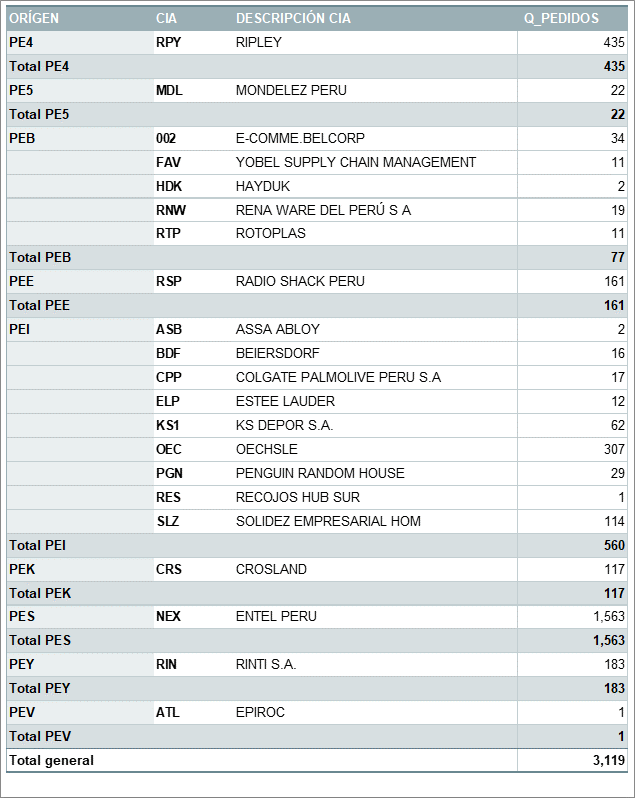 ORÍGEN CIA DESCRIPCIÓN CIA Q_PEDIDOS
PE4 RPY RIPLEY 435
Total PE4 435
PE5 MDL MONDELEZ PERU 22
Total PE5 22
PEB 002 E-COMME.BELCORP 34
FAV YOBEL SUPPLY CHAIN MANAGEMENT 11
HDK HAYDUK 2
RNW RENA WARE DEL PERÚ S A 19
RTP ROTOPLAS 11
Total PEB 77
PEE RSP RADIO SHACK PERU 161
Total PEE 161
PEI ASB ASSA ABLOY 2
BDF BEIERSDORF 16
CPP COLGATE PALMOLIVE PERU S.A 17
ELP ESTEE LAUDER 12
KS1 KS DEPOR S.A. 62
OEC OECHSLE 307
PGN PENGUIN RANDOM HOUSE 29
RES RECOJOS HUB SUR 1
SLZ SOLIDEZ EMPRESARIAL HOM 114
Total PEI 560
PEK CRS CROSLAND 117
Total PEK 117
PES NEX ENTEL PERU 1,563
Total PES 1,563
PEY RIN RINTI S.A. 183
Total PEY 183
PEV ATL EPIROC 1
Total PEV 1
Total general 3,119